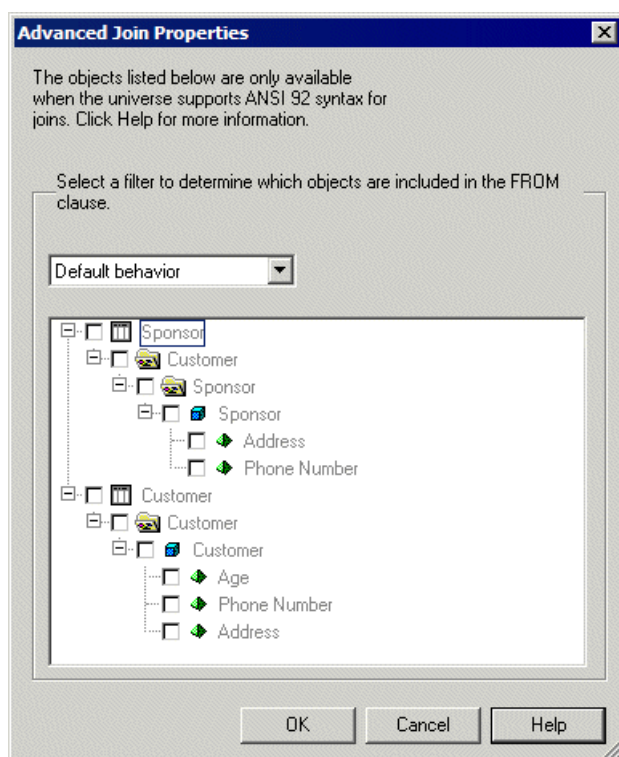 Advanced Join Properties
The objects listed below are only available
when the universe supports ANSI 92 syntax for
joins. Click Help for more information.
Select a filter to determine which objects are included in the FROM
clause.
Default behavior
Sponsor
Customer
Sponsor
Sponsor
Address
Phone Number
Customer
Customer
Customer
Age
Phone Number
Address
OK
Cancel
Help